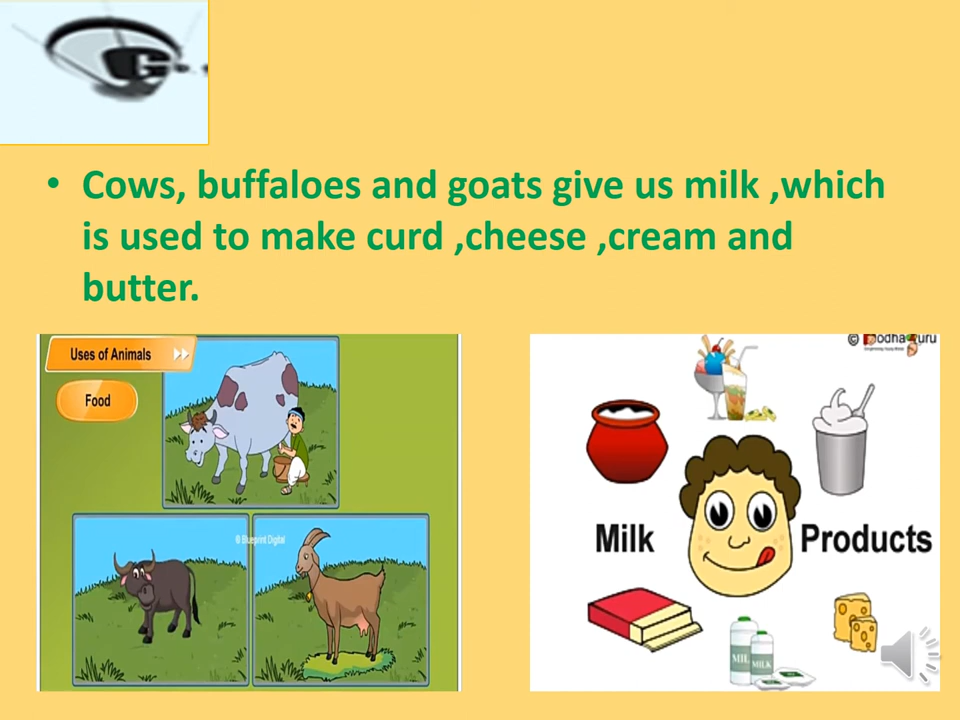 G.
• Cows, buffaloes and goats give us milk ,which
is used to make curd ,cheese ,cream and
butter.
Uses of Animals
Food
© Blueprint Digital
Milk
Products
MILK